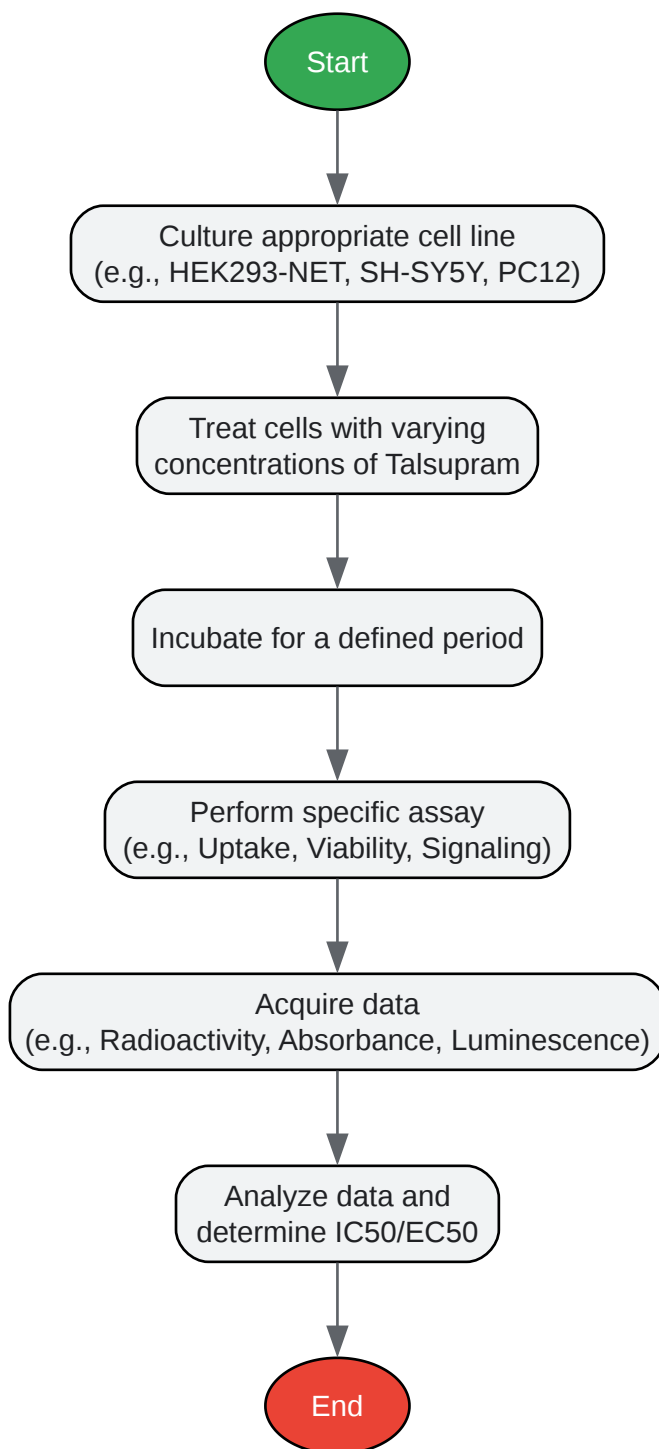 Start
Culture appropriate cell line
(e.g., HEK293-NET, SH-SY5Y, PC12)
Treat cells with varying
concentrations of Talsupram
Incubate for a defined period
Perform specific assay
(e.g., Uptake, Viability, Signaling)
Acquire data
(e.g., Radioactivity, Absorbance, Luminescence)
Analyze data and
determine IC50/EC50
End